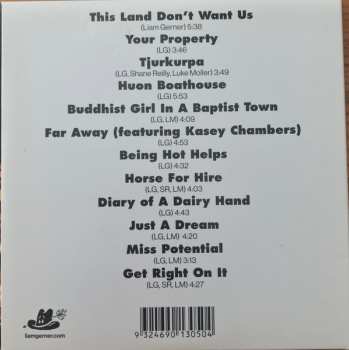 This Land Don't Want Us
(Liam Gerner) 5:38
Your Property
(LG) 3:46
Tjurkurpa
(LG, Shane Reilly, Luke Moller) 3:49
Huon Boathouse
(LG) 5:53
Buddhist Girl In A Baptist Town
(LG, LM) 4:09
Far Away (featuring Kasey Chambers)
(LG) 4:53
Being Hot Helps
(LG) 4:32
Horse For Hire
(LG, SR, LM) 4:03
Diary of A Dairy Hand
(LG) 4:43
Just A Dream
(LG, LM) 4:20
Miss Potential
(LG, LM) 3:13
Get Right On It
(LG, SR, LM) 4:27
liamgerner.com
9 324690 130504